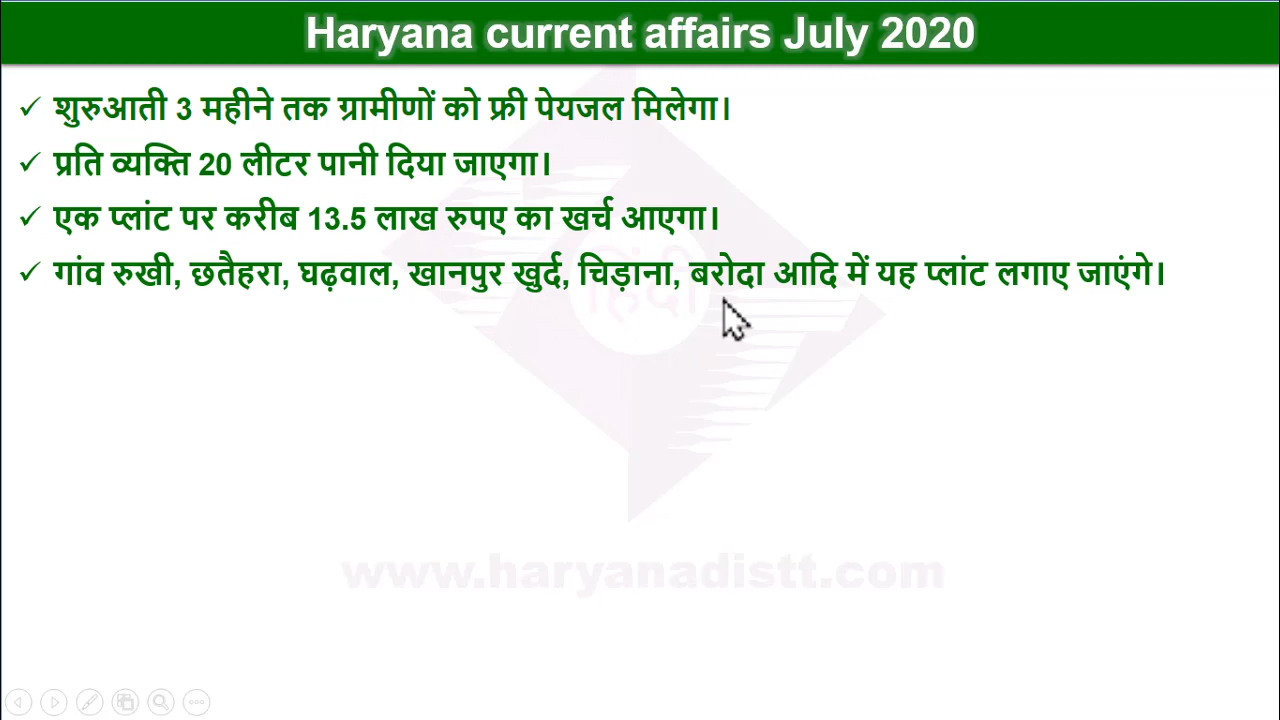 Haryana current affairs July 2020
✓ शुरुआती 3 महीने तक ग्रामीणों को फ्री पेयजल मिलेगा।
✓ प्रति व्यक्ति 20 लीटर पानी दिया जाएगा।
✓ एक प्लांट पर करीब 13.5 लाख रुपए का खर्च आएगा।
✓ गांव रुखी, छतैहरा, घढ़वाल, खानपुर खुर्द, चिड़ाना, बरोदा आदि में यह प्लांट लगाए जाएंगे।
हिंदी
www.haryanadistt.com